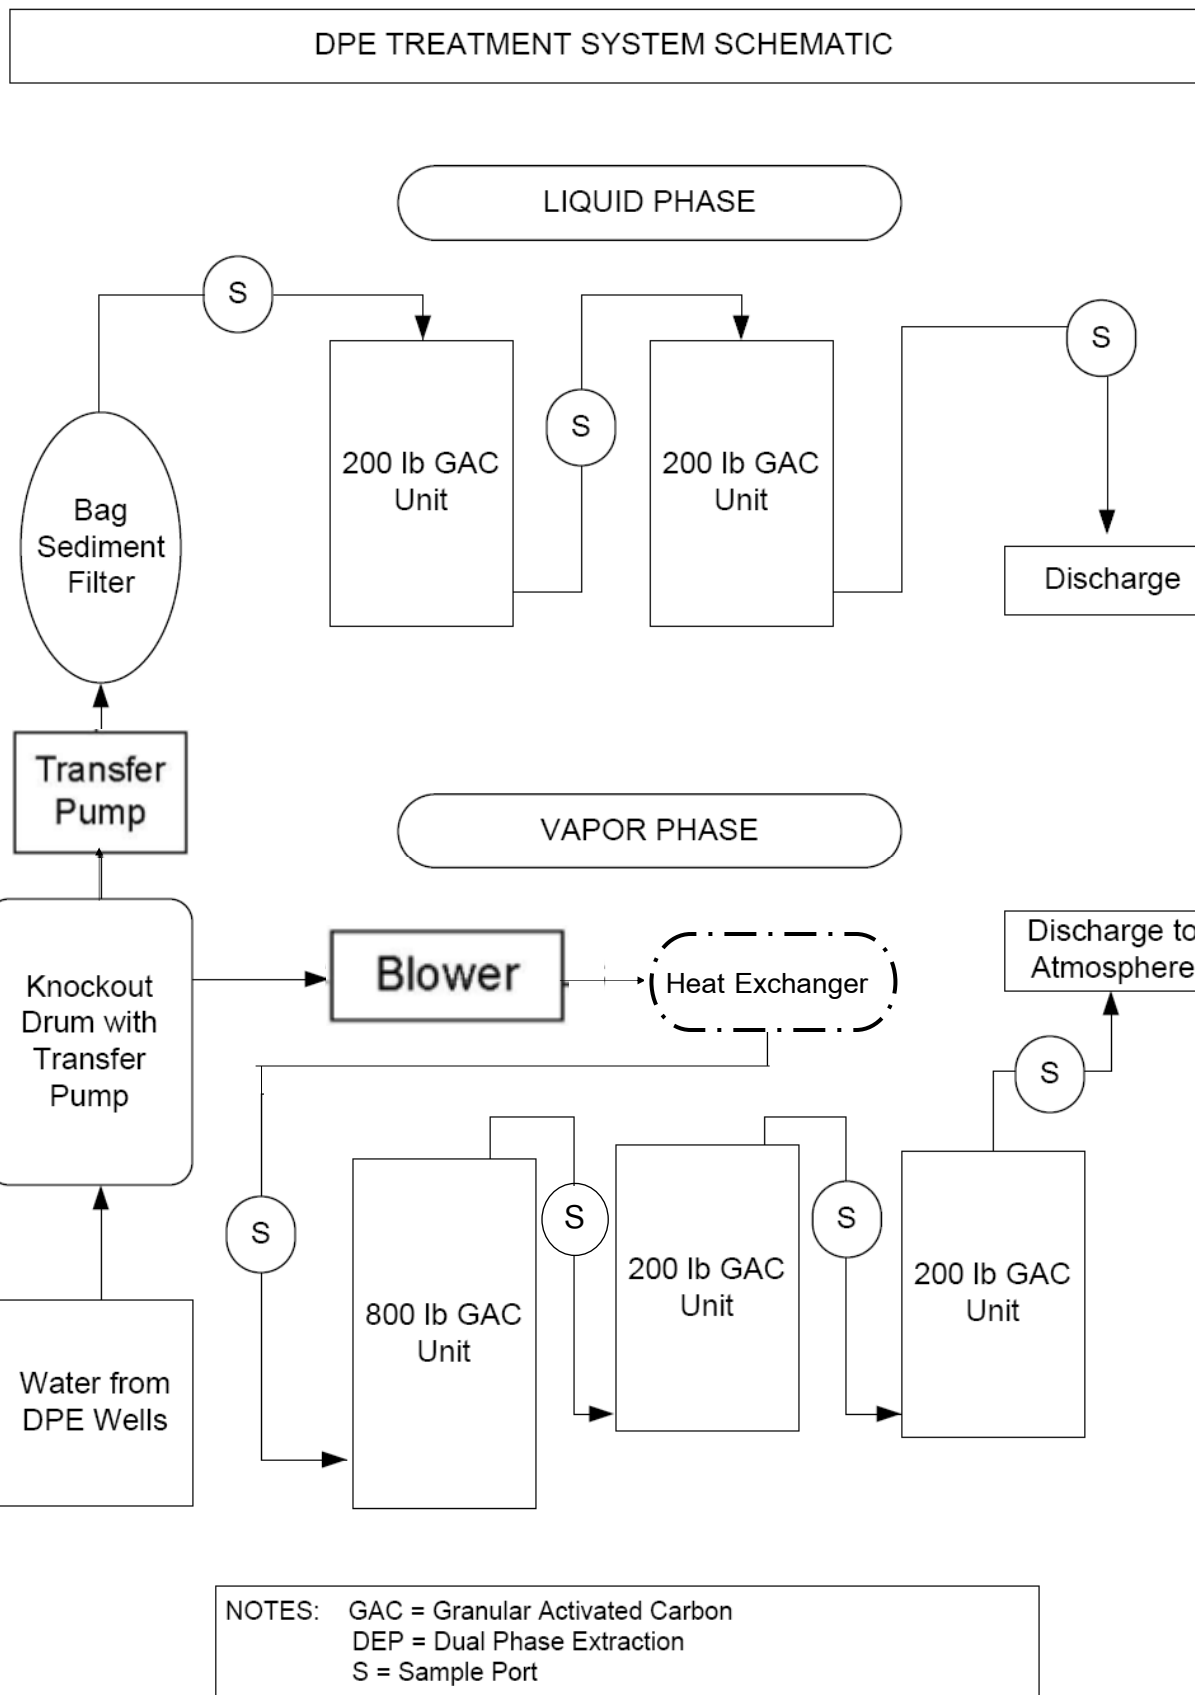 DPE TREATMENT SYSTEM SCHEMATIC
LIQUID PHASE
S
S
S
200 lb GAC
Unit
200 lb GAC
Unit
Bag
Sediment
Filter
Discharge
Transfer
Pump
VAPOR PHASE
Knockout
Drum with
Transfer
Pump
Blower
Heat Exchanger
Discharge to
Atmosphere
S
S
S
S
800 lb GAC
Unit
200 lb GAC
Unit
200 lb GAC
Unit
Water from
DPE Wells
NOTES: GAC = Granular Activated Carbon
DEP = Dual Phase Extraction
S = Sample Port